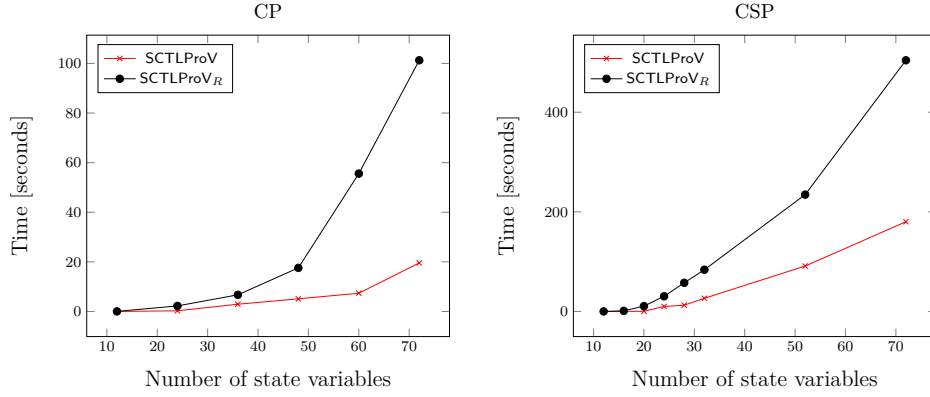 CP
SCTLProV
SCTLProV_R
100
80
60
40
20
0
10 20 30 40 50 60 70
Time [seconds]
Number of state variables
CSP
SCTLProV
SCTLProV_R
400
200
0
10 20 30 40 50 60 70
Time [seconds]
Number of state variables